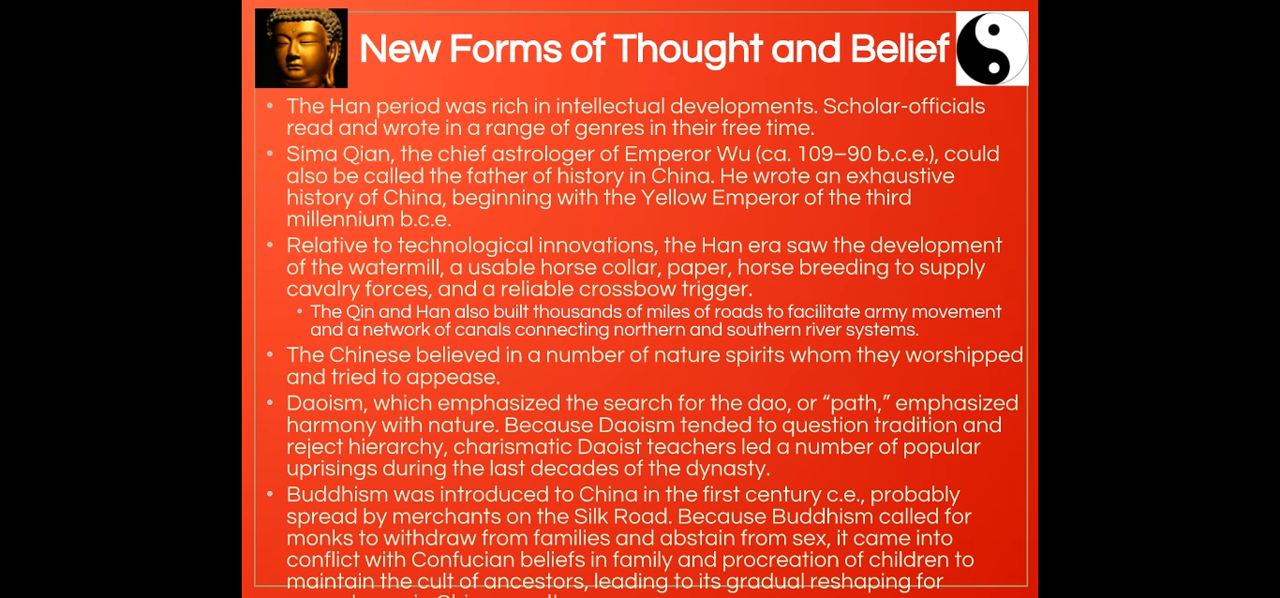 New Forms of Thought and Belief
• The Han period was rich in intellectual developments. Scholar-officials
read and wrote in a range of genres in their free time.
• Sima Qian, the chief astrologer of Emperor Wu (ca. 109–90 b.c.e.), could
also be called the father of history in China. He wrote an exhaustive
history of China, beginning with the Yellow Emperor of the third
millennium b.c.e.
• Relative to technological innovations, the Han era saw the development
of the watermill, a usable horse collar, paper, horse breeding to supply
cavalry forces, and a reliable crossbow trigger.
• The Qin and Han also built thousands of miles of roads to facilitate army movement
and a network of canals connecting northern and southern river systems.
• The Chinese believed in a number of nature spirits whom they worshipped
and tried to appease.
• Daoism, which emphasized the search for the dao, or “path,” emphasized
harmony with nature. Because Daoism tended to question tradition and
reject hierarchy, charismatic Daoist teachers led a number of popular
uprisings during the last decades of the dynasty.
• Buddhism was introduced to China in the first century c.e., probably
spread by merchants on the Silk Road. Because Buddhism called for
monks to withdraw from families and abstain from sex, it came into
conflict with Confucian beliefs in family and procreation of children to
maintain the cult of ancestors, leading to its gradual reshaping for